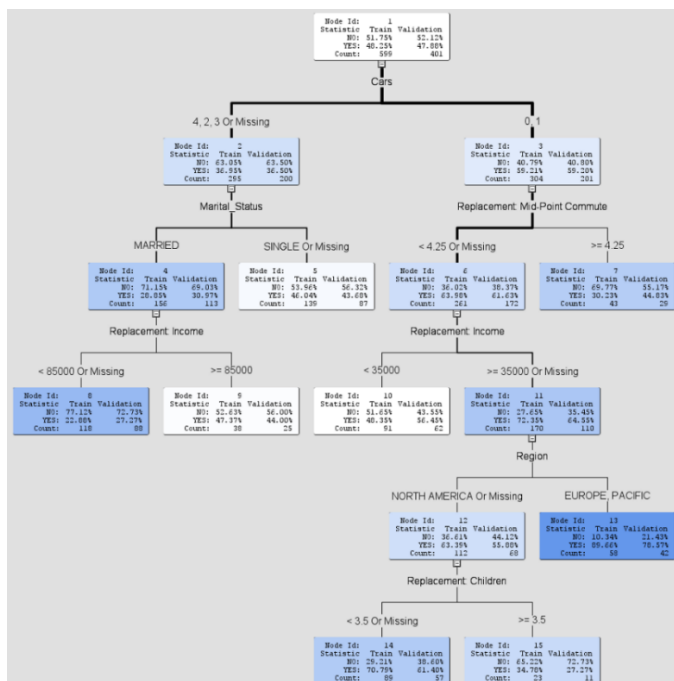 Node Id: 1
Statistic Train Validation
NO: 51.75% 52.12%
YES: 48.25% 47.88%
Count: 599 401
Cars
4, 2, 3 Or Missing
0, 1
Node Id: 2
Statistic Train Validation
NO: 63.05% 63.50%
YES: 36.95% 36.50%
Count: 295 200
Node Id: 3
Statistic Train Validation
NO: 40.79% 40.80%
YES: 59.21% 59.20%
Count: 304 201
Marital_Status
Replacement: Mid-Point Commute
MARRIED
SINGLE Or Missing
< 4.25 Or Missing
>= 4.25
Node Id: 4
Statistic Train Validation
NO: 71.15% 69.03%
YES: 28.85% 30.97%
Count: 156 113
Node Id: 5
Statistic Train Validation
NO: 53.96% 56.32%
YES: 46.04% 43.68%
Count: 139 87
Node Id: 6
Statistic Train Validation
NO: 36.02% 38.37%
YES: 63.98% 61.63%
Count: 261 172
Node Id: 7
Statistic Train Validation
NO: 69.77% 55.17%
YES: 30.23% 44.83%
Count: 43 29
Replacement: Income
Replacement: Income
< 85000 Or Missing
>= 85000
< 35000
>= 35000 Or Missing
Node Id: 8
Statistic Train Validation
NO: 77.12% 72.73%
YES: 22.88% 27.27%
Count: 118 88
Node Id: 9
Statistic Train Validation
NO: 52.63% 56.00%
YES: 47.37% 44.00%
Count: 38 25
Node Id: 10
Statistic Train Validation
NO: 51.65% 43.55%
YES: 48.35% 56.45%
Count: 91 62
Node Id: 11
Statistic Train Validation
NO: 27.65% 35.45%
YES: 72.35% 64.55%
Count: 170 110
Region
NORTH AMERICA Or Missing
EUROPE, PACIFIC
Node Id: 12
Statistic Train Validation
NO: 36.61% 44.12%
YES: 63.39% 55.88%
Count: 112 68
Node Id: 13
Statistic Train Validation
NO: 10.34% 21.43%
YES: 89.66% 78.57%
Count: 58 42
Replacement: Children
< 3.5 Or Missing
>= 3.5
Node Id: 14
Statistic Train Validation
NO: 29.21% 38.60%
YES: 70.79% 61.40%
Count: 89 57
Node Id: 15
Statistic Train Validation
NO: 65.22% 72.73%
YES: 34.78% 27.27%
Count: 23 11